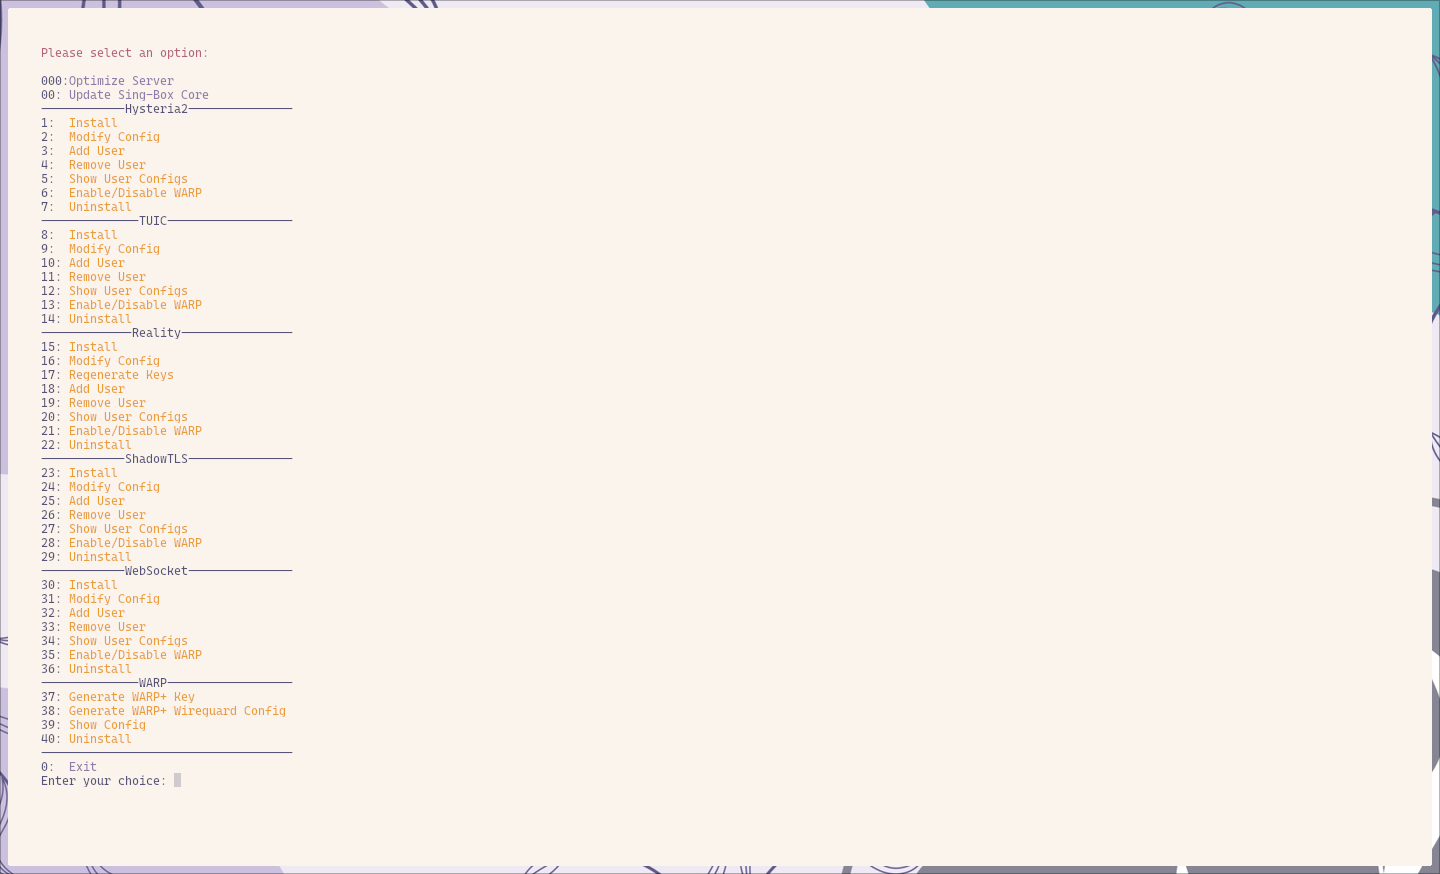 Please select an option:
000:Optimize Server
00: Update Sing-Box Core
────────────Hysteria2───────────────
1:  Install
2:  Modify Config
3:  Add User
4:  Remove User
5:  Show User Configs
6:  Enable/Disable WARP
7:  Uninstall
──────────────TUIC──────────────────
8:  Install
9:  Modify Config
10: Add User
11: Remove User
12: Show User Configs
13: Enable/Disable WARP
14: Uninstall
─────────────Reality────────────────
15: Install
16: Modify Config
17: Regenerate Keys
18: Add User
19: Remove User
20: Show User Configs
21: Enable/Disable WARP
22: Uninstall
────────────ShadowTLS───────────────
23: Install
24: Modify Config
25: Add User
26: Remove User
27: Show User Configs
28: Enable/Disable WARP
29: Uninstall
────────────WebSocket───────────────
30: Install
31: Modify Config
32: Add User
33: Remove User
34: Show User Configs
35: Enable/Disable WARP
36: Uninstall
──────────────WARP──────────────────
37: Generate WARP+ Key
38: Generate WARP+ Wireguard Config
39: Show Config
40: Uninstall
────────────────────────────────────
0:  Exit
Enter your choice: